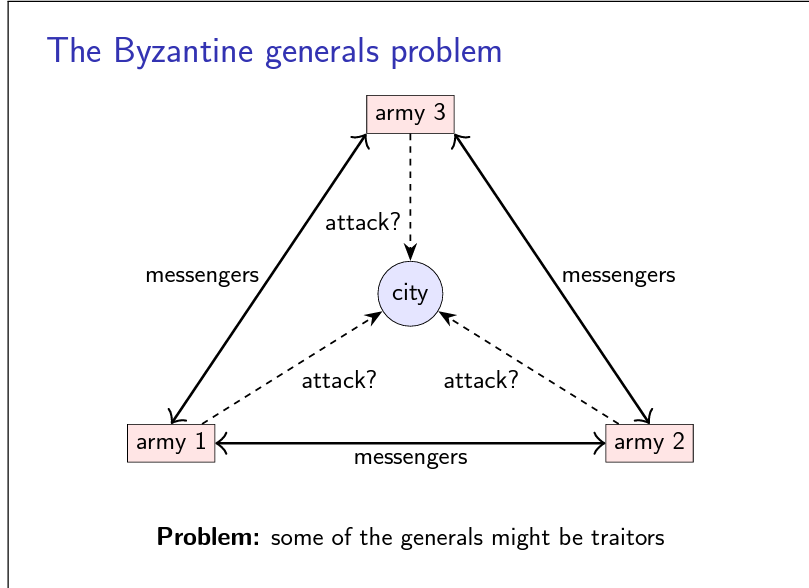 The Byzantine generals problem
army 3
attack?
city
messengers
messengers
attack?
attack?
army 1
army 2
messengers
Problem: some of the generals might be traitors